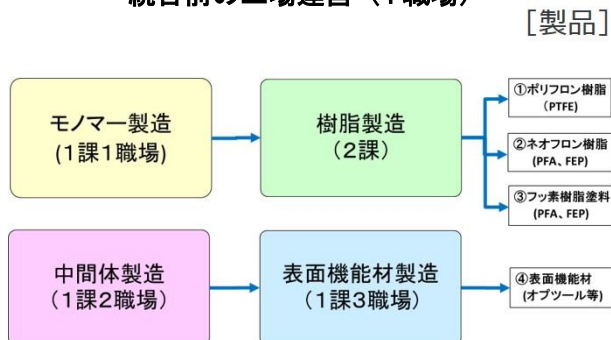 [製品]
モノマー製造
(1課1職場)
樹脂製造
（2課）
①ポリフロン樹脂
（PTFE）
②ネオフロン樹脂
(PFA、FEP)
③フッ素樹脂塗料
(PFA、FEP)
中間体製造
（1課2職場）
表面機能材製造
（1課3職場）
④表面機能材
(オプツール等)